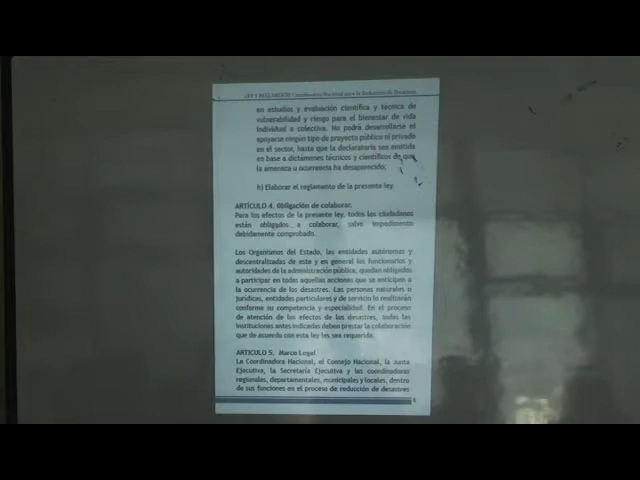 LEY Y REGLAMENTO Coordinadora Nacional para la Reducción de Desastres
en estudios y evaluación científica y técnica de
vulnerabilidad y riesgo para el bienestar de vida
individual o colectiva. No podrá desarrollarse ni
apoyarse ningún tipo de proyecto público ni privado
en el sector, hasta que la declaratoria sea emitida
en base a dictámenes técnicos y científicos de que
la amenaza u ocurrencia ha desaparecido;
h) Elaborar el reglamento de la presente ley.
ARTÍCULO 4. Obligación de colaborar.
Para los efectos de la presente ley, todos los ciudadanos
están obligados a colaborar, salvo impedimento
debidamente comprobado.
Los Organismos del Estado, las entidades autónomas y
descentralizadas de este y en general los funcionarios y
autoridades de la administración pública, quedan obligados
a participar en todas aquellas acciones que se anticipen a
la ocurrencia de los desastres. Las personas naturales o
jurídicas, entidades particulares y de servicio lo realizarán
conforme su competencia y especialidad. En el proceso
de atención de los efectos de los desastres, todas las
instituciones antes indicadas deben prestar la colaboración
que de acuerdo con esta ley les sea requerida.
ARTÍCULO 5. Marco Legal
La Coordinadora Nacional, el Consejo Nacional, la Junta
Ejecutiva, la Secretaría Ejecutiva y las coordinadoras
regionales, departamentales, municipales y locales, dentro
de sus funciones en el proceso de reducción de desastres